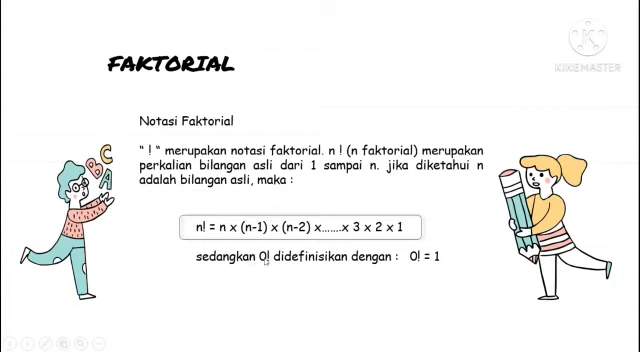 FAKTORIAL
KINEMASTER
Notasi Faktorial
" ! " merupakan notasi faktorial. n ! (n faktorial) merupakan
perkalian bilangan asli dari 1 sampai n. jika diketahui n
adalah bilangan asli, maka :
n! = n x (n-1) x (n-2) x.......x 3 x 2 x 1
sedangkan 0! didefinisikan dengan : 0! = 1
B C
A